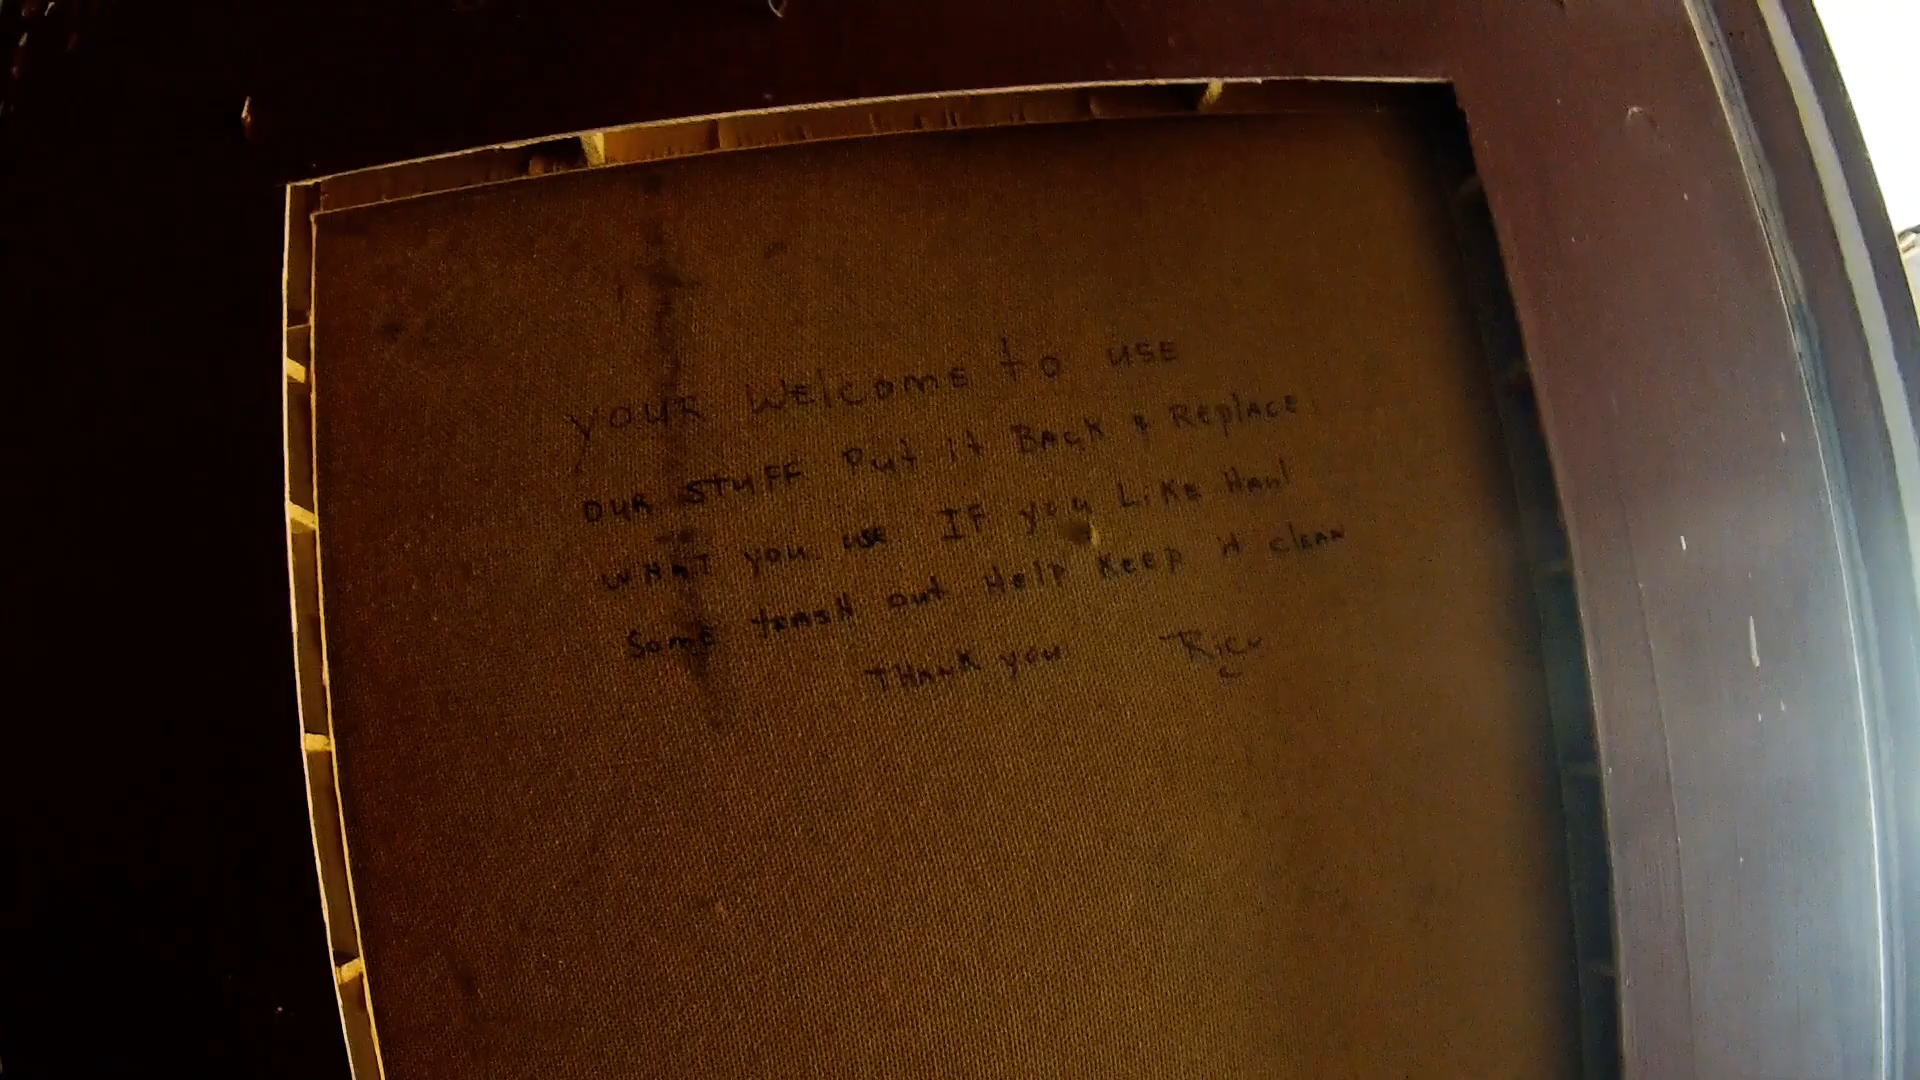 YOUR WElCOME to USE
OUR STUFF Put it BACK & REplACE
WHAT you use IF you LiKE HAul
SomE tRASH out HElp KEEp it clEAN
THANK you